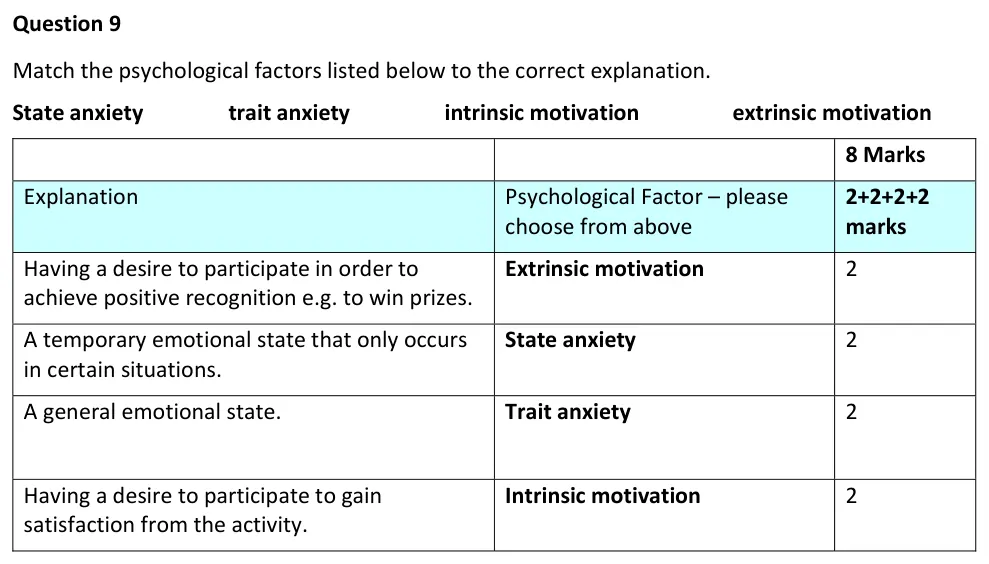 Question 9
Match the psychological factors listed below to the correct explanation.
State anxiety trait anxiety intrinsic motivation extrinsic motivation
8 Marks
Explanation
Psychological Factor – please
choose from above
2+2+2+2
marks
Having a desire to participate in order to
achieve positive recognition e.g. to win prizes.
Extrinsic motivation
2
A temporary emotional state that only occurs
in certain situations.
State anxiety
2
A general emotional state.
Trait anxiety
2
Having a desire to participate to gain
satisfaction from the activity.
Intrinsic motivation
2